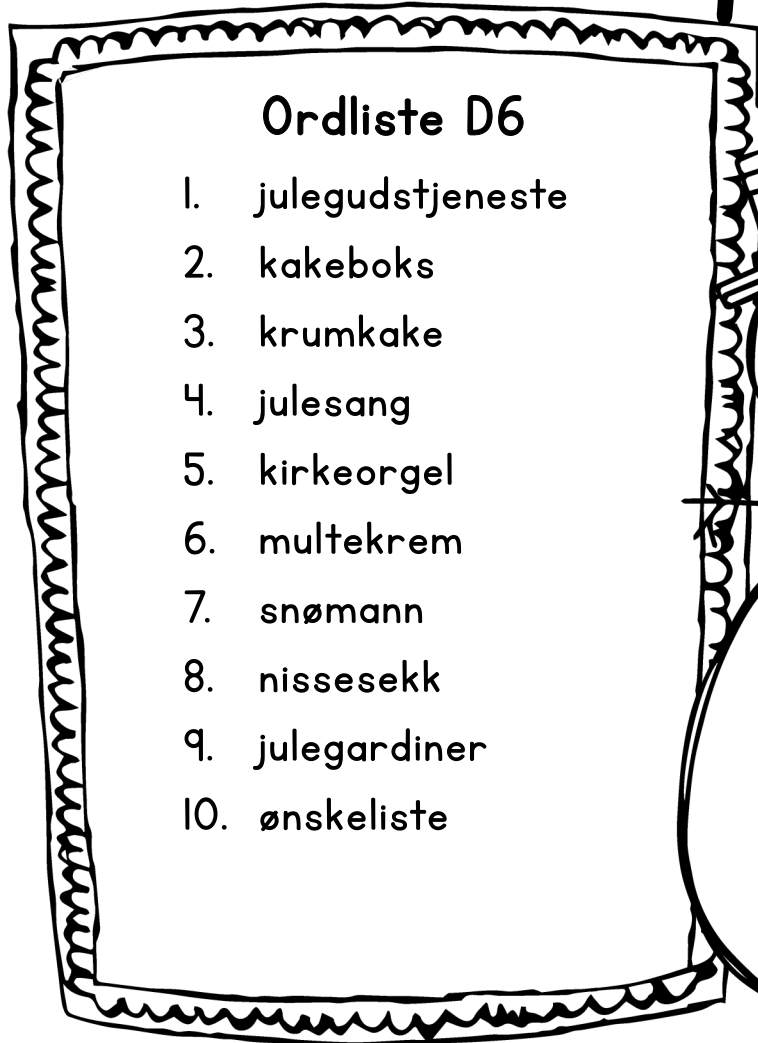 Ordliste D6
1. julegudstjeneste
2. kakeboks
3. krumkake
4. julesang
5. kirkeorgel
6. multekrem
7. snømann
8. nissesekk
9. julegardiner
10. ønskeliste